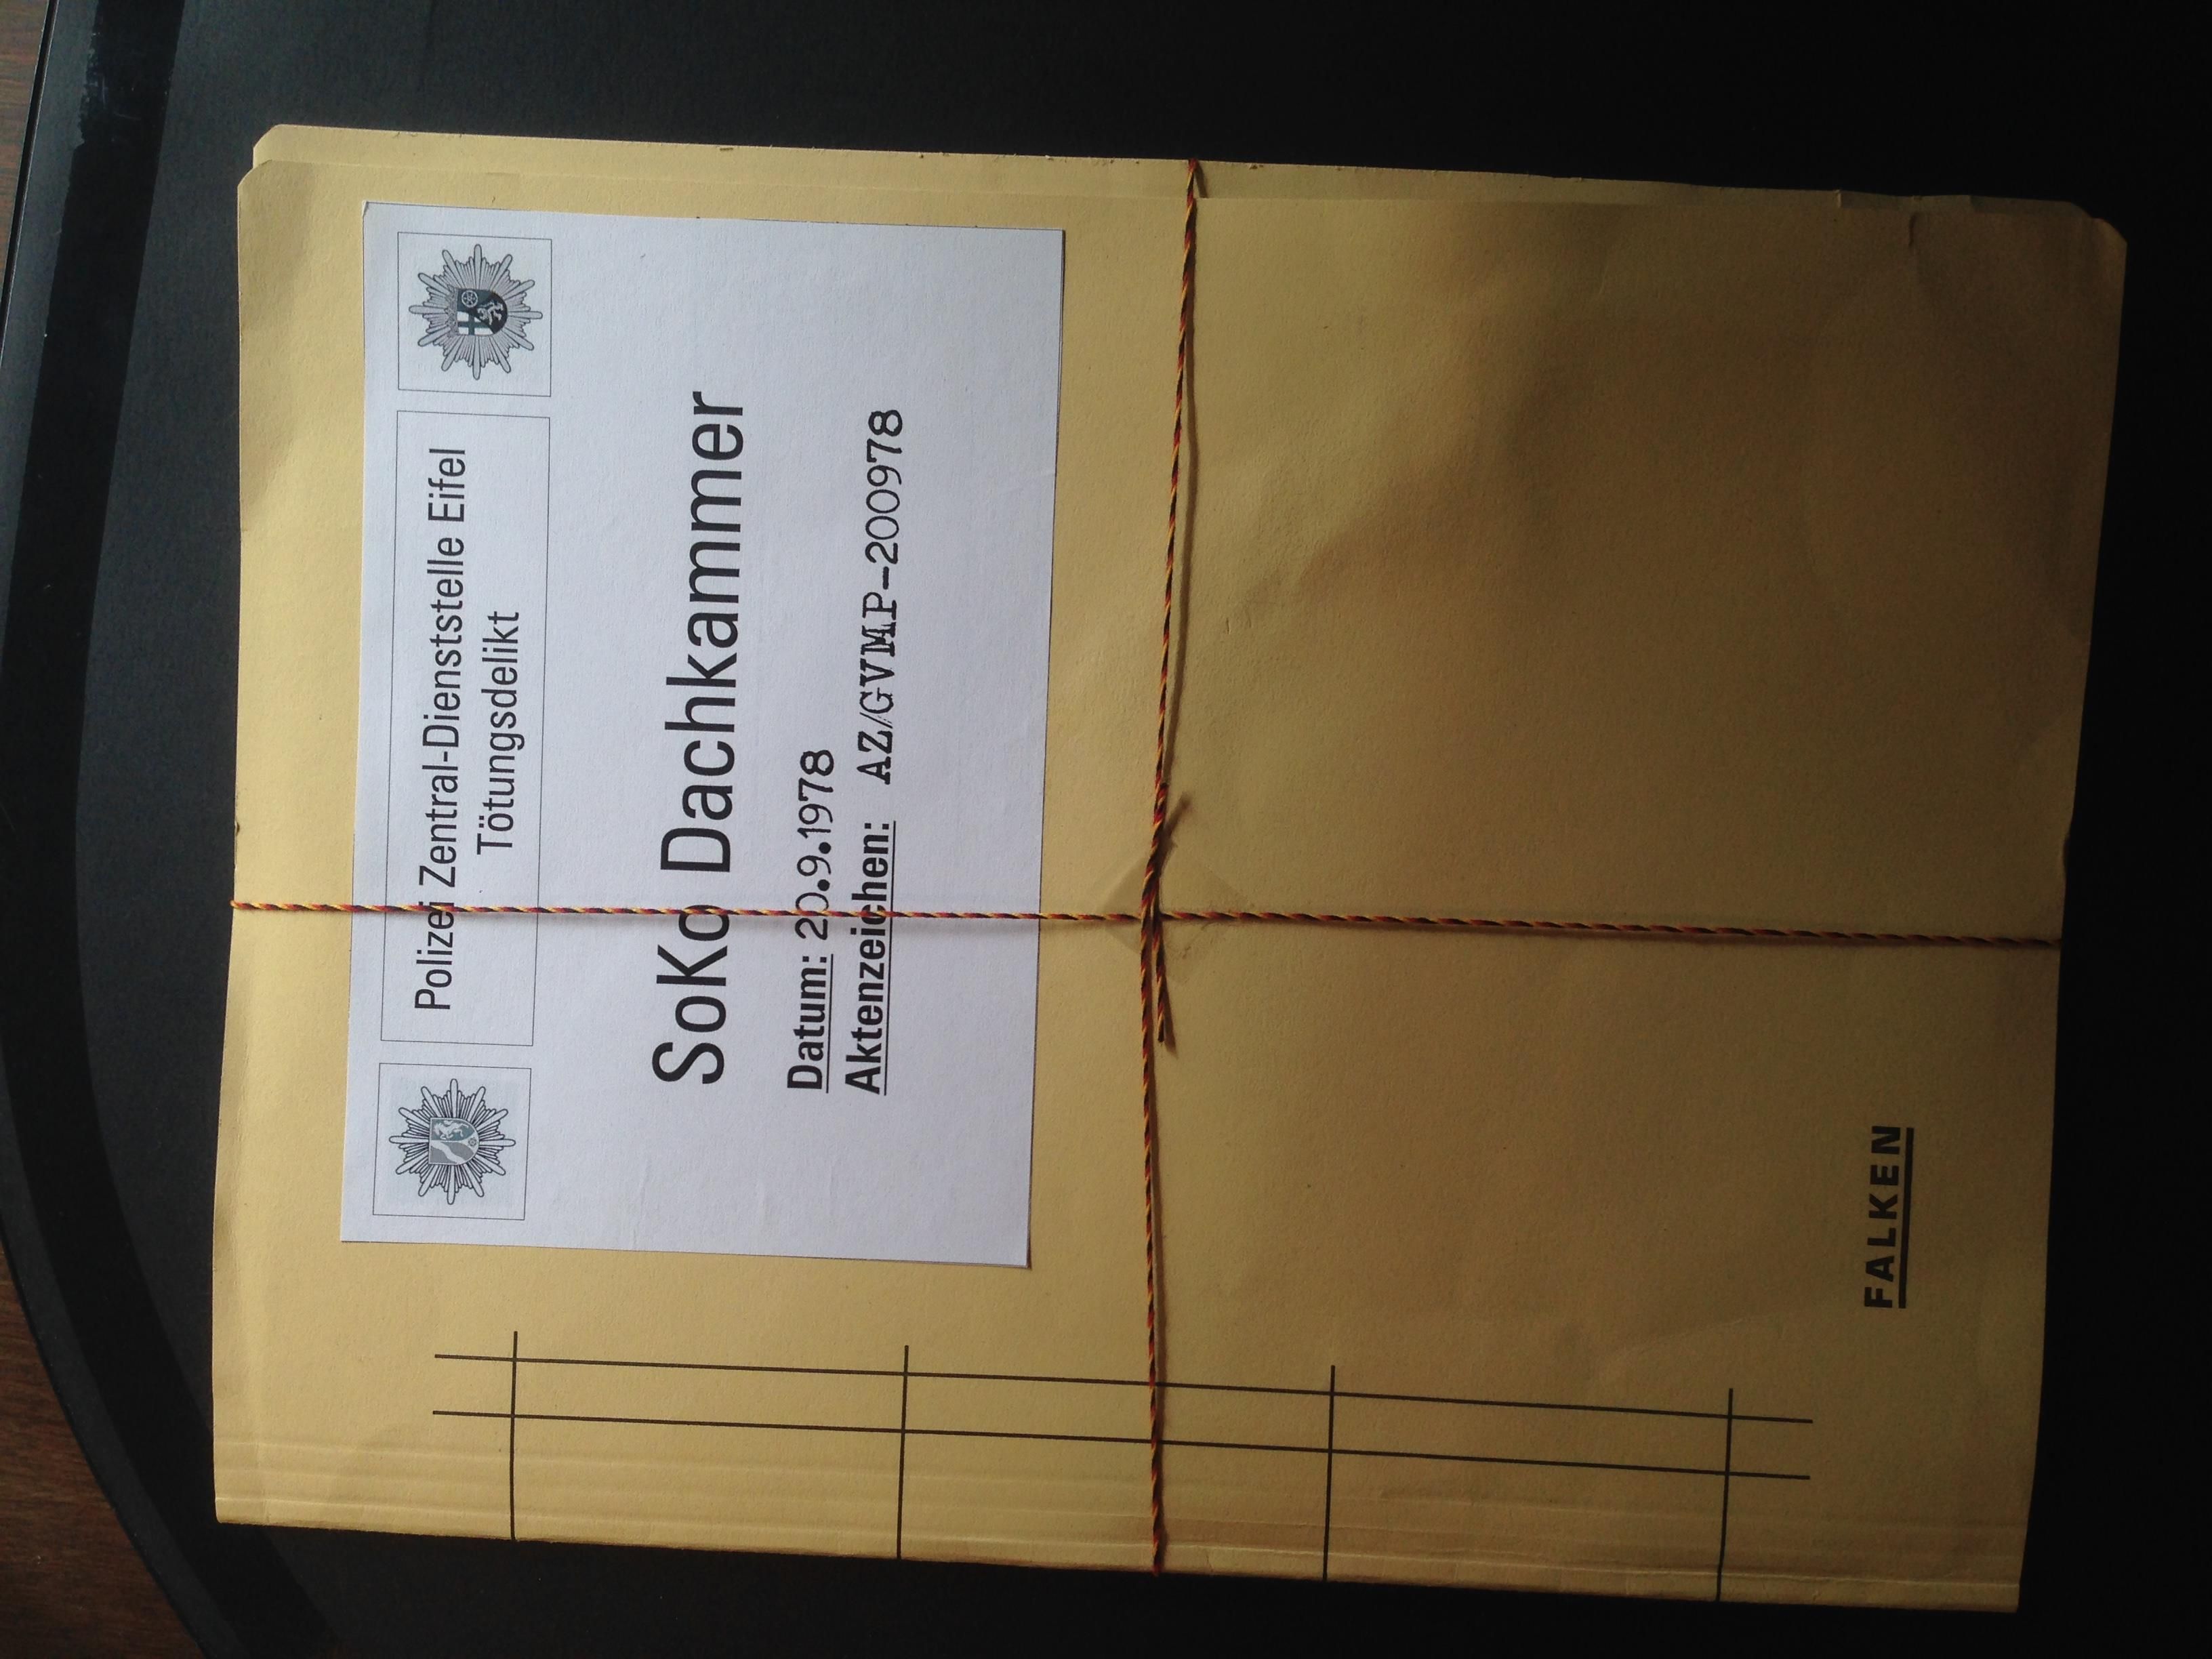 Polizei Zentral-Dienststelle Eifel
Tötungsdelikt
SoKo Dachkammer
Datum: 20.9.1978
Aktenzeichen: AZ/GVMP-200978
FALKEN